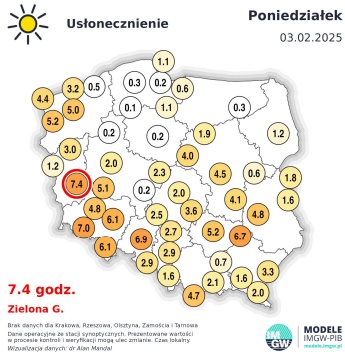 Usłonecznienie
Poniedziałek
03.02.2025
1.1
0.3 0.2
3.2 0.5 0.6
4.4
5.0 0.1 1.1 0.3
5.2
0.2 0.2 1.9 1.2
3.0
4.0
1.2 2.0
2.3 4.5 0.6 1.8
7.4 5.1 0.2 2.0
4.1 1.6
4.8 3.6
6.1 2.5 4.8
7.0 2.7 5.2 6.7
6.1 6.9
2.9
2.9 0.7
1.6 1.6 3.3
2.1
4.7 2.0
7.4 godz.
Zielona G.
Brak danych dla Krakowa, Rzeszowa, Olsztyna, Zamościa i Tarnowa
Dane operacyjne ze stacji synoptycznych. Prezentowane wartości
w procesie kontroli i weryfikacji mogą ulec zmianie. Czas lokalny.
Wizualizacja danych: dr Alan Mandal
IM
GW
MODELE
IMGW-PIB
modele.imgw.pl